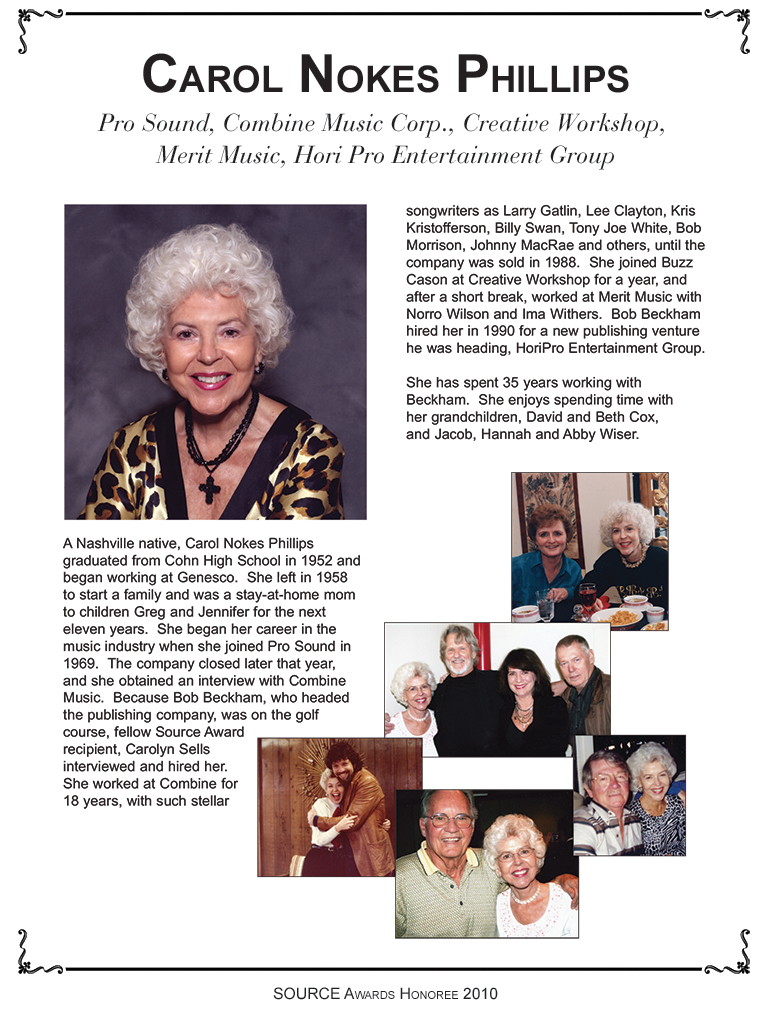 CAROL NOKES PHILLIPS
Pro Sound, Combine Music Corp., Creative Workshop,
Merit Music, Hori Pro Entertainment Group
A Nashville native, Carol Nokes Phillips
graduated from Cohn High School in 1952 and
began working at Genesco.  She left in 1958
to start a family and was a stay-at-home mom
to children Greg and Jennifer for the next
eleven years.  She began her career in the
music industry when she joined Pro Sound in
1969.  The company closed later that year,
and she obtained an interview with Combine
Music.  Because Bob Beckham, who headed
the publishing company, was on the golf
course, fellow Source Award
recipient, Carolyn Sells
interviewed and hired her.
She worked at Combine for
18 years, with such stellar
songwriters as Larry Gatlin, Lee Clayton, Kris
Kristofferson, Billy Swan, Tony Joe White, Bob
Morrison, Johnny MacRae and others, until the
company was sold in 1988.  She joined Buzz
Cason at Creative Workshop for a year, and
after a short break, worked at Merit Music with
Norro Wilson and Ima Withers.  Bob Beckham
hired her in 1990 for a new publishing venture
he was heading, HoriPro Entertainment Group.
She has spent 35 years working with
Beckham.  She enjoys spending time with
her grandchildren, David and Beth Cox,
and Jacob, Hannah and Abby Wiser.
SOURCE AWARDS HONOREE 2010